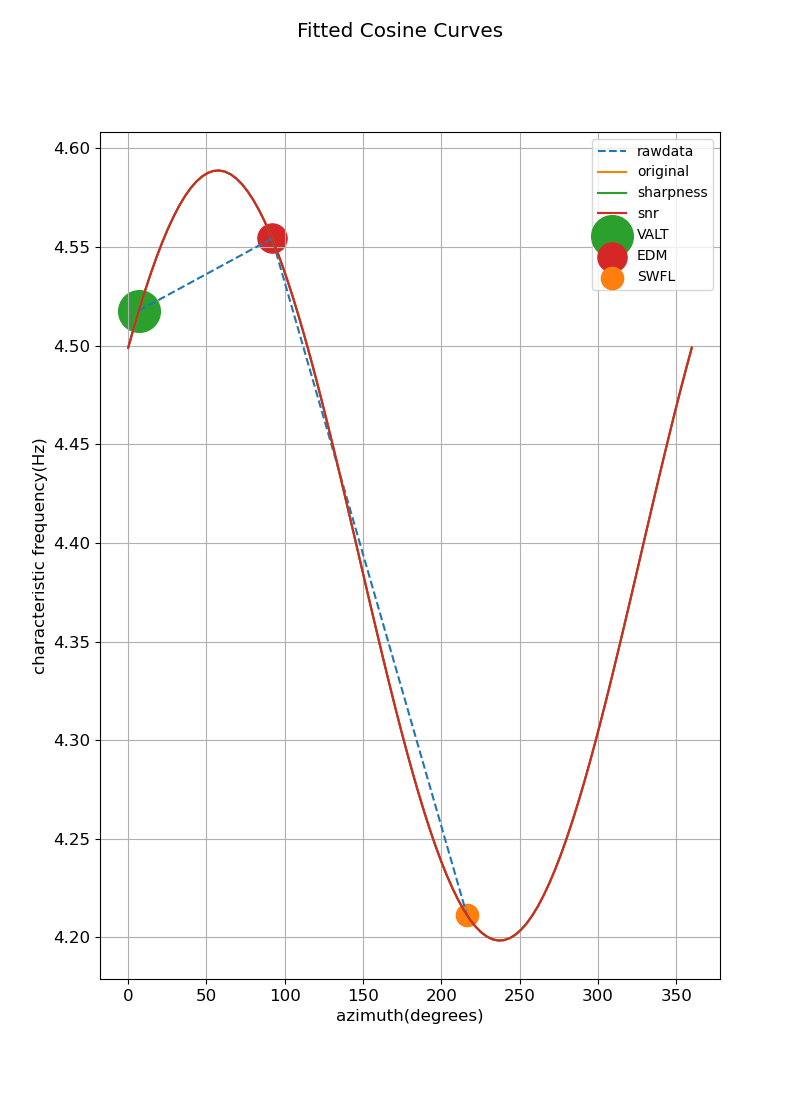 Fitted Cosine Curves
4.60
4.55
4.50
4.45
4.40
4.35
4.30
4.25
4.20
characteristic frequency(Hz)
rawdata
original
sharpness
snr
VALT
EDM
SWFL
0 50 100 150 200 250 300 350
azimuth(degrees)